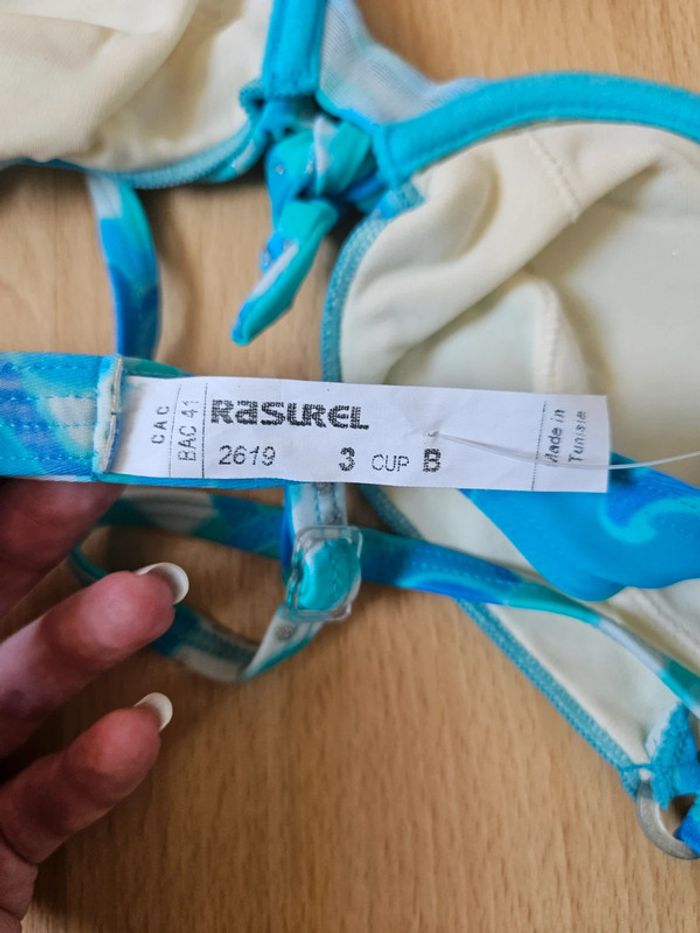 CAC
BAC 41
RASUREL
2619 3 CUP B
Made in
Tunisie